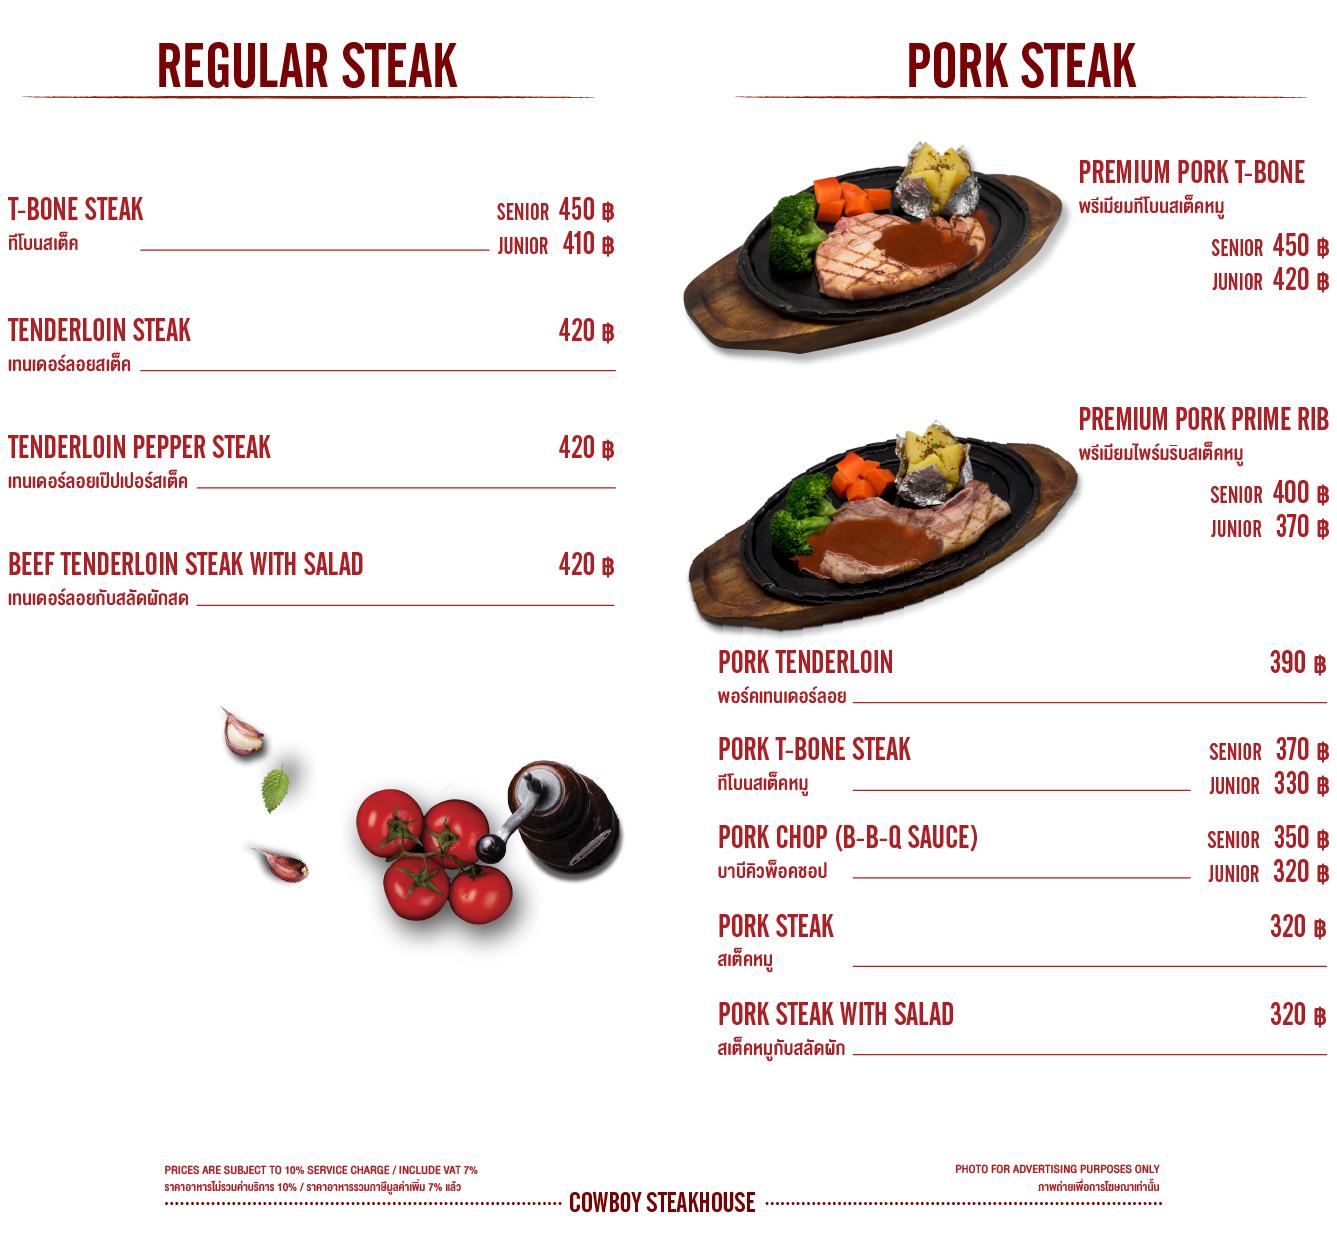 REGULAR STEAK
T-BONE STEAK
ทีโบนสเต็ค
SENIOR 450 ฿
JUNIOR 410 ฿
TENDERLOIN STEAK 420 ฿
เทนเดอร์ลอยสเต็ค
TENDERLOIN PEPPER STEAK 420 ฿
เทนเดอร์ลอยเป๊ปเปอร์สเต็ค
BEEF TENDERLOIN STEAK WITH SALAD 420 ฿
เทนเดอร์ลอยกับสลัดผักสด
PORK STEAK
PREMIUM PORK T-BONE
พรีเมียมทีโบนสเต็คหมู
SENIOR 450 ฿
JUNIOR 420 ฿
PREMIUM PORK PRIME RIB
พรีเมียมไพร์มริบสเต็คหมู
SENIOR 400 ฿
JUNIOR 370 ฿
PORK TENDERLOIN 390 ฿
พอร์คเทนเดอร์ลอย
PORK T-BONE STEAK
ทีโบนสเต็คหมู
SENIOR 370 ฿
JUNIOR 330 ฿
PORK CHOP (B-B-Q SAUCE)
บาบีคิวพ็อคชอป
SENIOR 350 ฿
JUNIOR 320 ฿
PORK STEAK 320 ฿
สเต็คหมู
PORK STEAK WITH SALAD 320 ฿
สเต็คหมูกับสลัดผัก
PRICES ARE SUBJECT TO 10% SERVICE CHARGE / INCLUDE VAT 7%
ราคาอาหารไม่รวมค่าบริการ 10% / ราคาอาหารรวมภาษีมูลค่าเพิ่ม 7% แล้ว
COWBOY STEAKHOUSE
PHOTO FOR ADVERTISING PURPOSES ONLY
ภาพถ่ายเพื่อการโฆษณาเท่านั้น